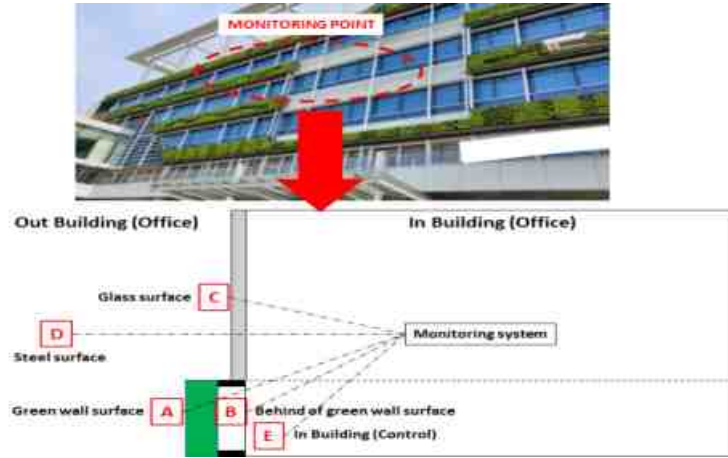 MONITORING POINT
Out Building (Office)
In Building (Office)
Glass surface
C
D
Steel surface
Monitoring system
Green wall surface
A
B
Behind of green wall surface
E
In Building (Control)